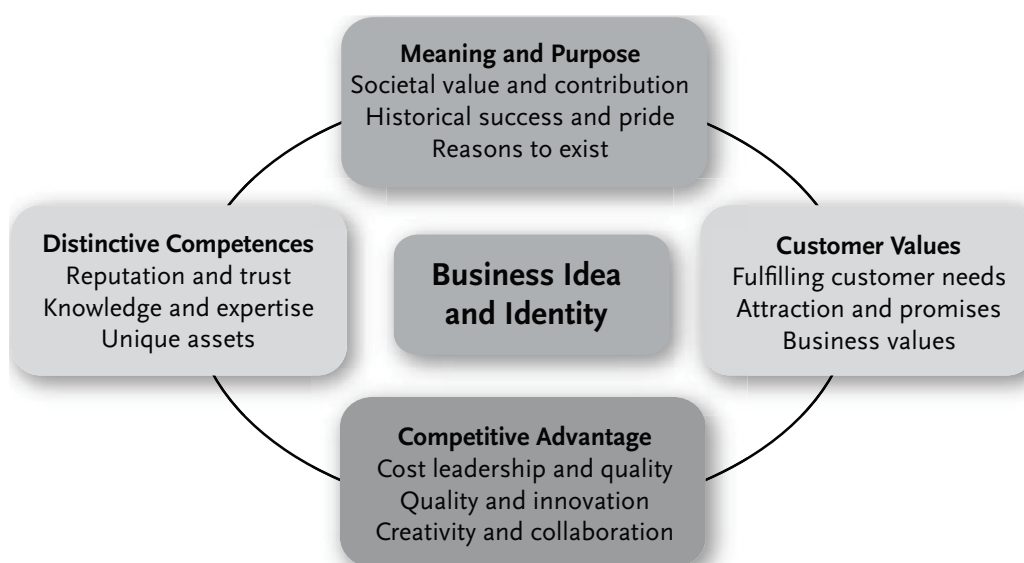 Meaning and Purpose
Societal value and contribution
Historical success and pride
Reasons to exist
Distinctive Competences
Reputation and trust
Knowledge and expertise
Unique assets
Business Idea
and Identity
Customer Values
Fulfilling customer needs
Attraction and promises
Business values
Competitive Advantage
Cost leadership and quality
Quality and innovation
Creativity and collaboration